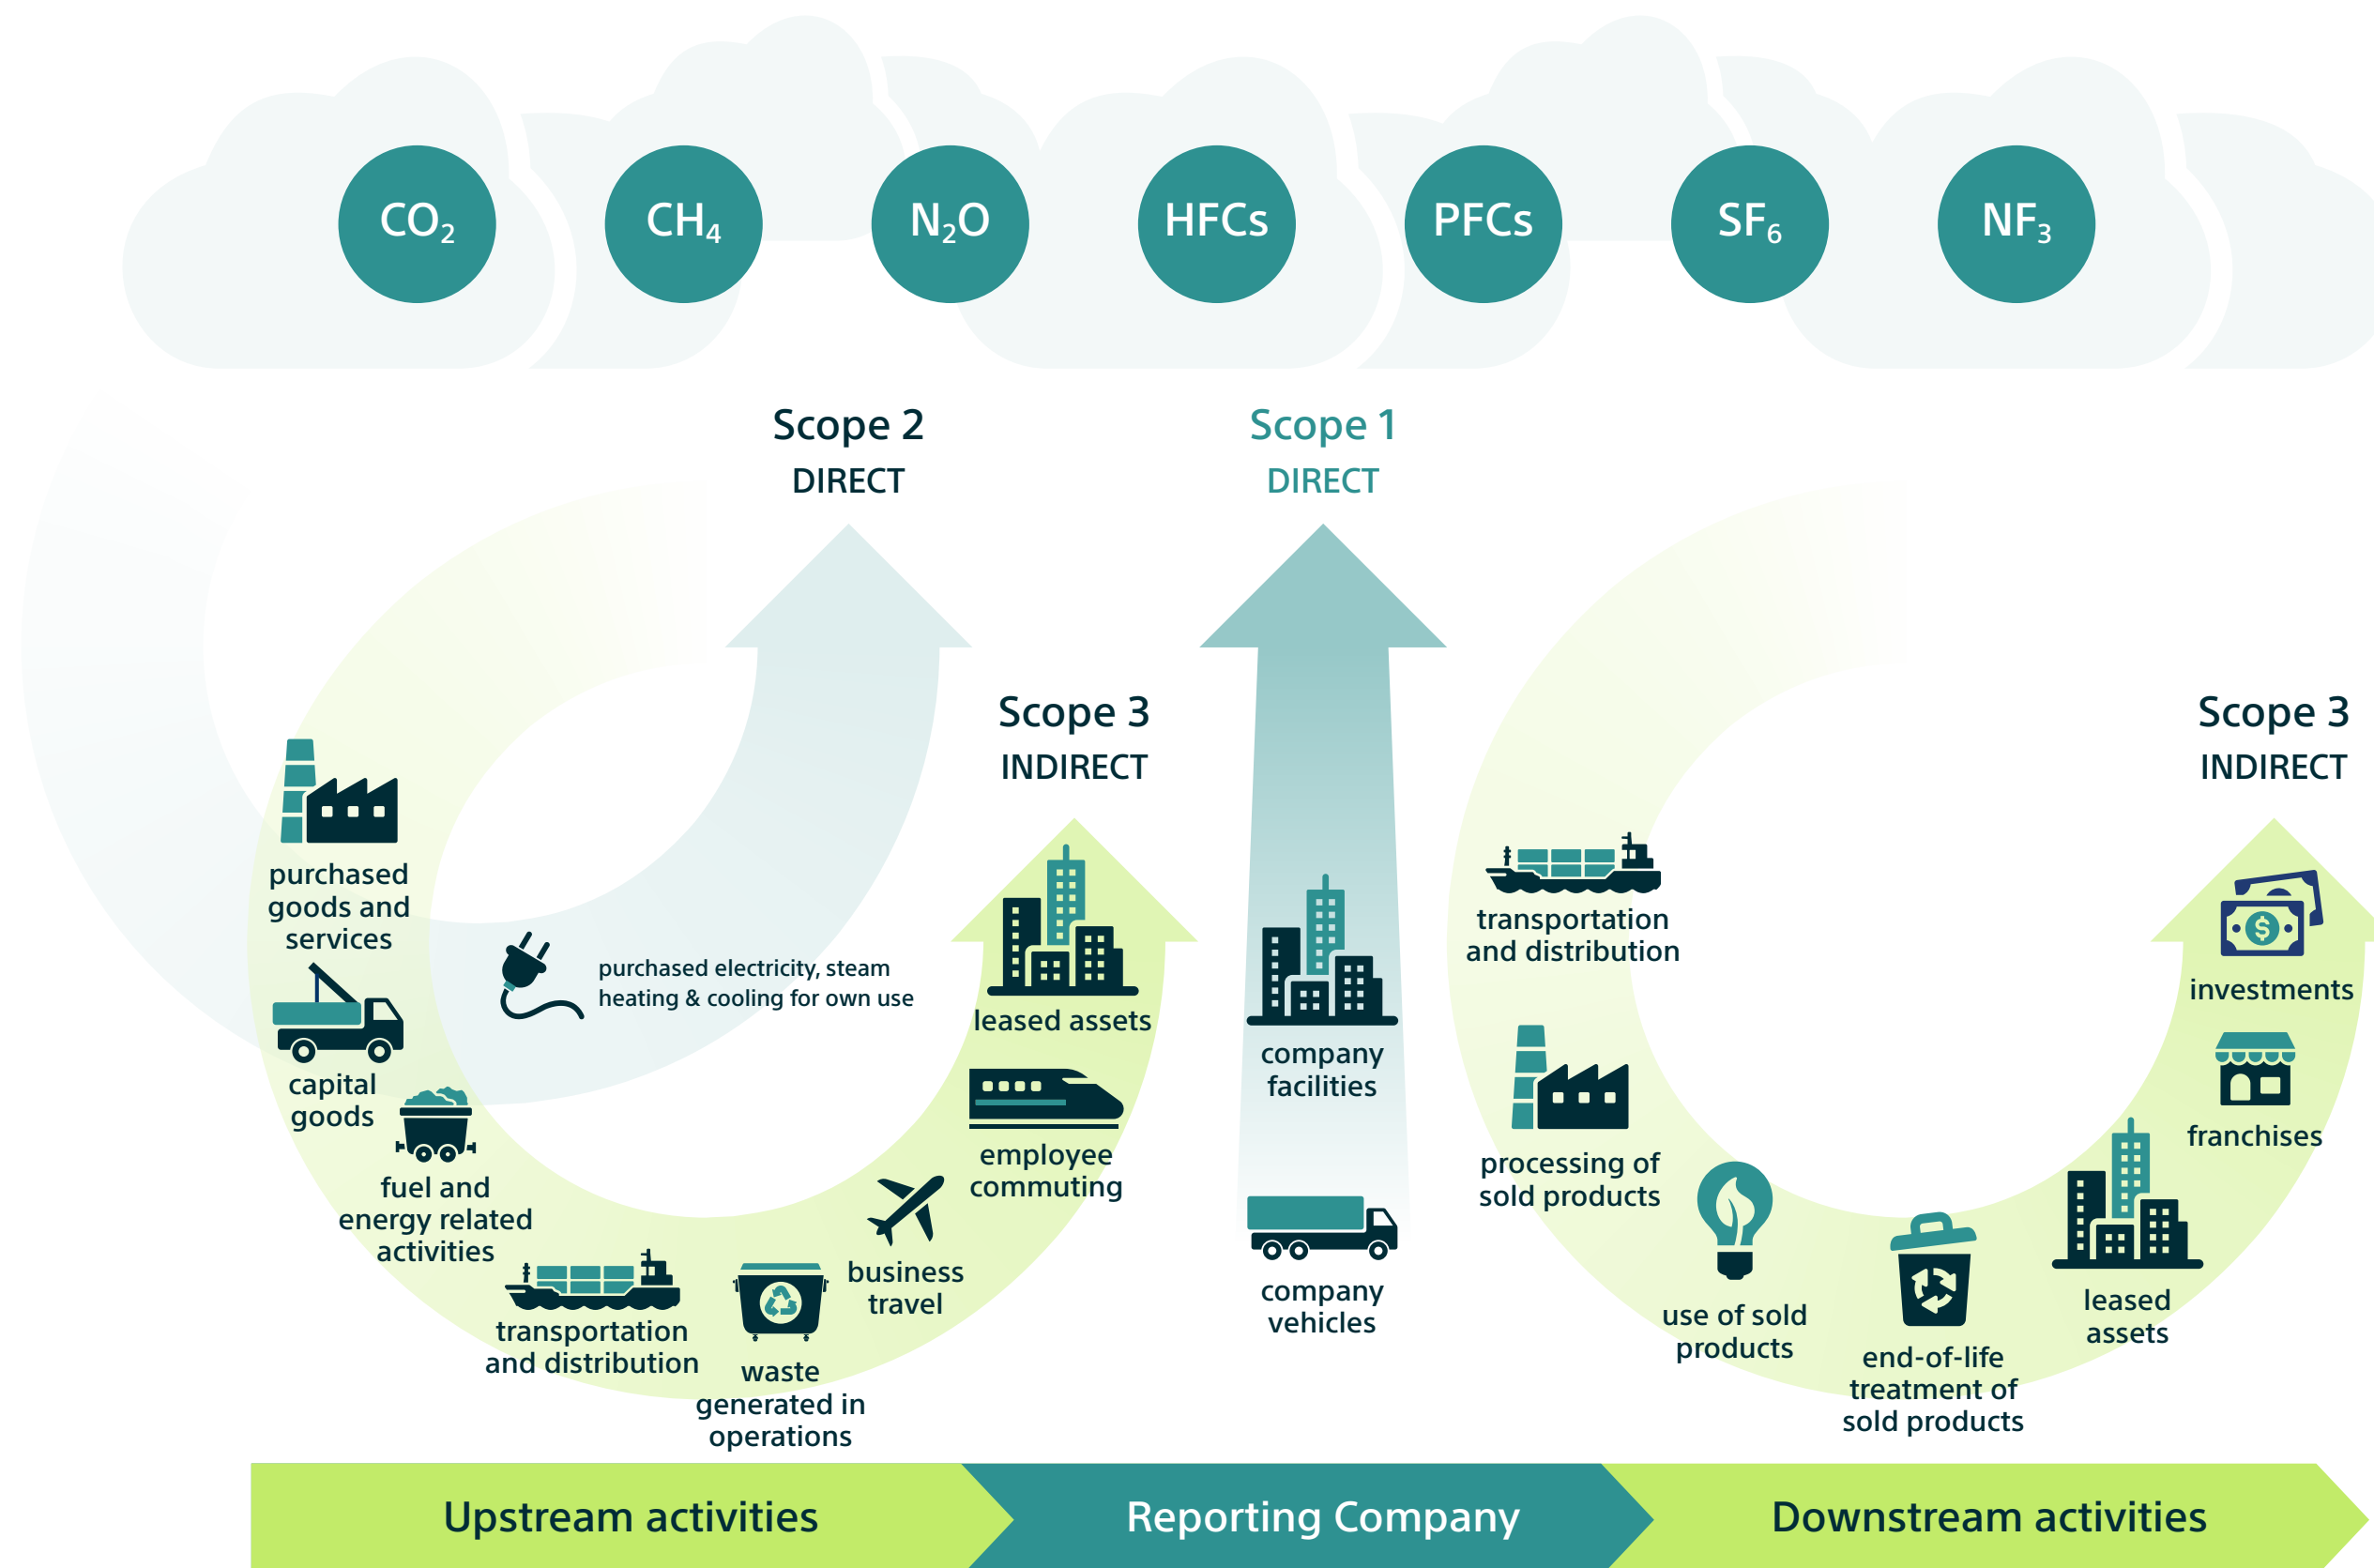 CO₂
CH₄
N₂O
HFCs
PFCs
SF₆
NF₃
Scope 2
DIRECT
Scope 1
DIRECT
Scope 3
INDIRECT
Scope 3
INDIRECT
purchased
goods and
services
capital
goods
fuel and
energy related
activities
transportation
and distribution
waste
generated in
operations
business
travel
employee
commuting
leased assets
purchased electricity, steam
heating & cooling for own use
company
facilities
company
vehicles
transportation
and distribution
processing of
sold products
use of sold
products
end-of-life
treatment of
sold products
leased
assets
franchises
investments
$
Upstream activities
Reporting Company
Downstream activities